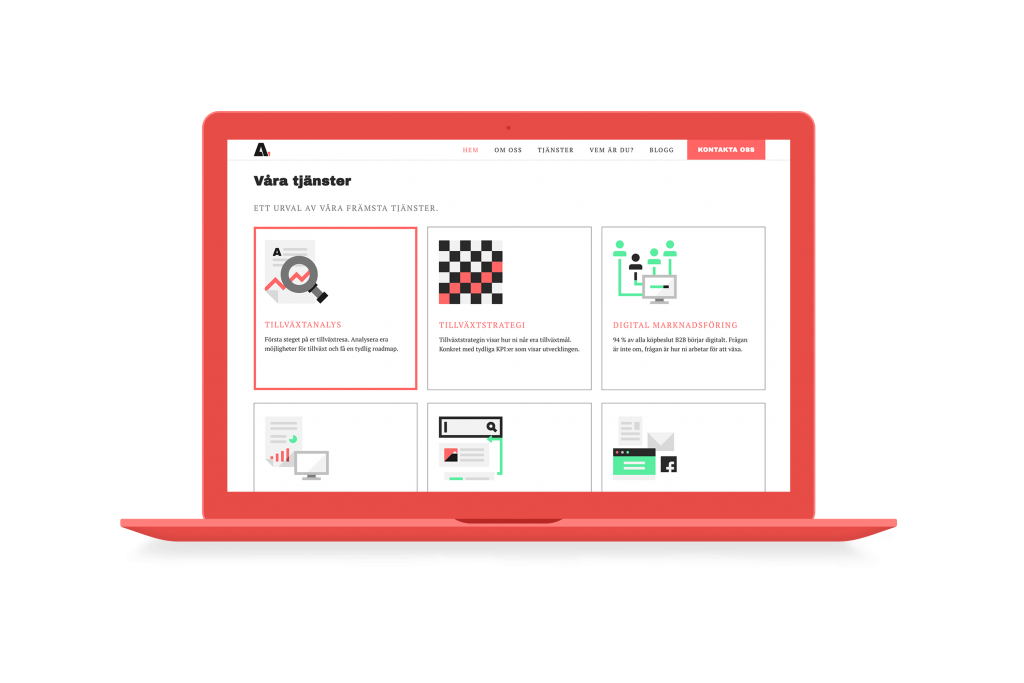 A.
HEM OM OSS TJÄNSTER VEM ÄR DU? BLOGG KONTAKTA OSS
Våra tjänster
ETT URVAL AV VÅRA FRÄMSTA TJÄNSTER.
A
TILLVÄXTANALYS
Första steget på er tillväxtresa. Analysera era
möjligheter för tillväxt och få en tydlig roadmap.
TILLVÄXTSTRATEGI
Tillväxtstrategin visar hur ni når era tillväxtmål.
Konkret med tydliga KPI:er som visar utvecklingen.
DIGITAL MARKNADSFÖRING
94 % av alla köpbeslut B2B börjar digitalt. Frågan
är inte om, frågan är hur ni arbetar för att växa.
f